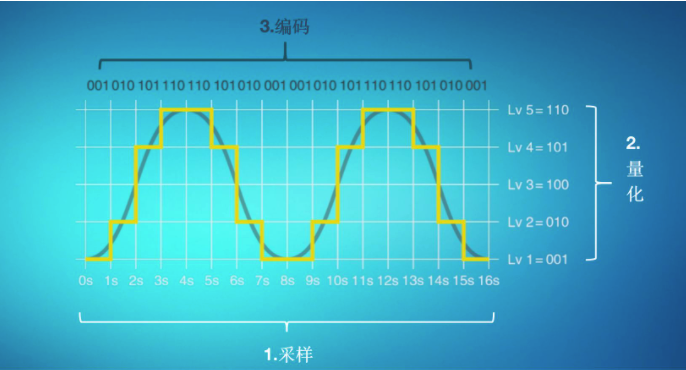 3.编码
001 010 101 110 110 101 010 001 001 010 101 110 110 101 010 001
Lv 5 = 110
Lv 4 = 101
Lv 3 = 100
Lv 2 = 010
Lv 1 = 001
2.
量
化
0s 1s 2s 3s 4s 5s 6s 7s 8s 9s 10s 11s 12s 13s 14s 15s 16s
1.采样